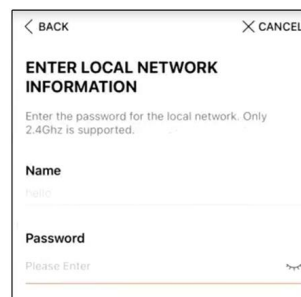 < BACK
CANCEL
ENTER LOCAL NETWORK
INFORMATION
Enter the password for the local network. Only
2.4Ghz is supported.
Name
hello
Password
Please Enter